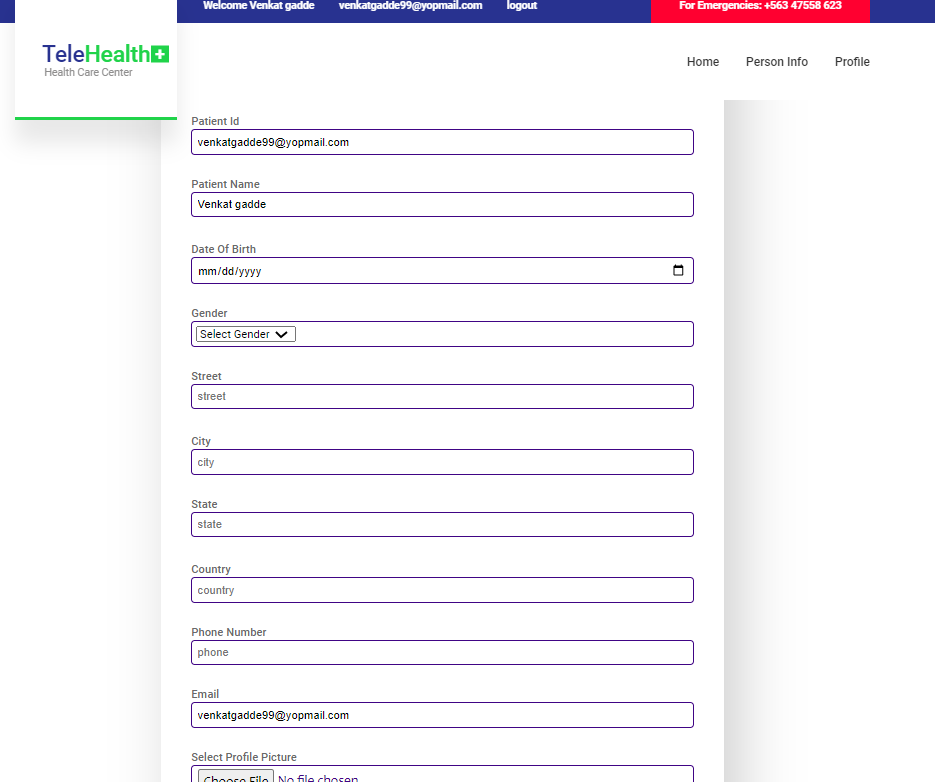 Welcome Venkat gadde venkatgadde99@yopmail.com logout For Emergencies: +563 47558 623
TeleHealth
Health Care Center
Home Person Info Profile
Patient Id
venkatgadde99@yopmail.com
Patient Name
Venkat gadde
Date Of Birth
mm/dd/yyyy
Gender
Select Gender
Street
street
City
city
State
state
Country
country
Phone Number
phone
Email
venkatgadde99@yopmail.com
Select Profile Picture
Choose File No file chosen